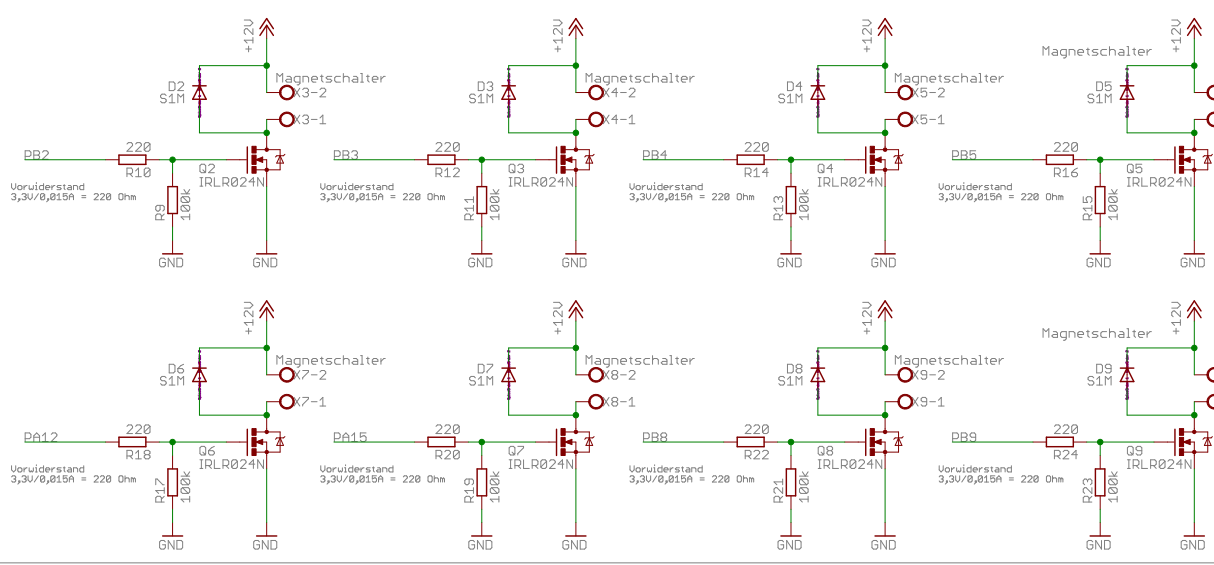 +12V
Magnetschalter
D2
S1M
X3-2
X3-1
PB2
220
R10
Q2
IRLR024N
Vorwiderstand
3,3V/0,015A = 220 Ohm
R9
100k
GND
GND
+12V
Magnetschalter
D3
S1M
X4-2
X4-1
PB3
220
R12
Q3
IRLR024N
Vorwiderstand
3,3V/0,015A = 220 Ohm
R11
100k
GND
GND
+12V
Magnetschalter
D4
S1M
X5-2
X5-1
PB4
220
R14
Q4
IRLR024N
Vorwiderstand
3,3V/0,015A = 220 Ohm
R13
100k
GND
GND
+12V
Magnetschalter
D5
S1M
PB5
220
R16
Q5
IRLR024N
Vorwiderstand
3,3V/0,015A = 220 Ohm
R15
100k
GND
GND
+12V
Magnetschalter
D6
S1M
X7-2
X7-1
PA12
220
R18
Q6
IRLR024N
Vorwiderstand
3,3V/0,015A = 220 Ohm
R17
100k
GND
GND
+12V
Magnetschalter
D7
S1M
X8-2
X8-1
PA15
220
R20
Q7
IRLR024N
Vorwiderstand
3,3V/0,015A = 220 Ohm
R19
100k
GND
GND
+12V
Magnetschalter
D8
S1M
X9-2
X9-1
PB8
220
R22
Q8
IRLR024N
Vorwiderstand
3,3V/0,015A = 220 Ohm
R21
100k
GND
GND
+12V
Magnetschalter
D9
S1M
PB9
220
R24
Q9
IRLR024N
Vorwiderstand
3,3V/0,015A = 220 Ohm
R23
100k
GND
GND